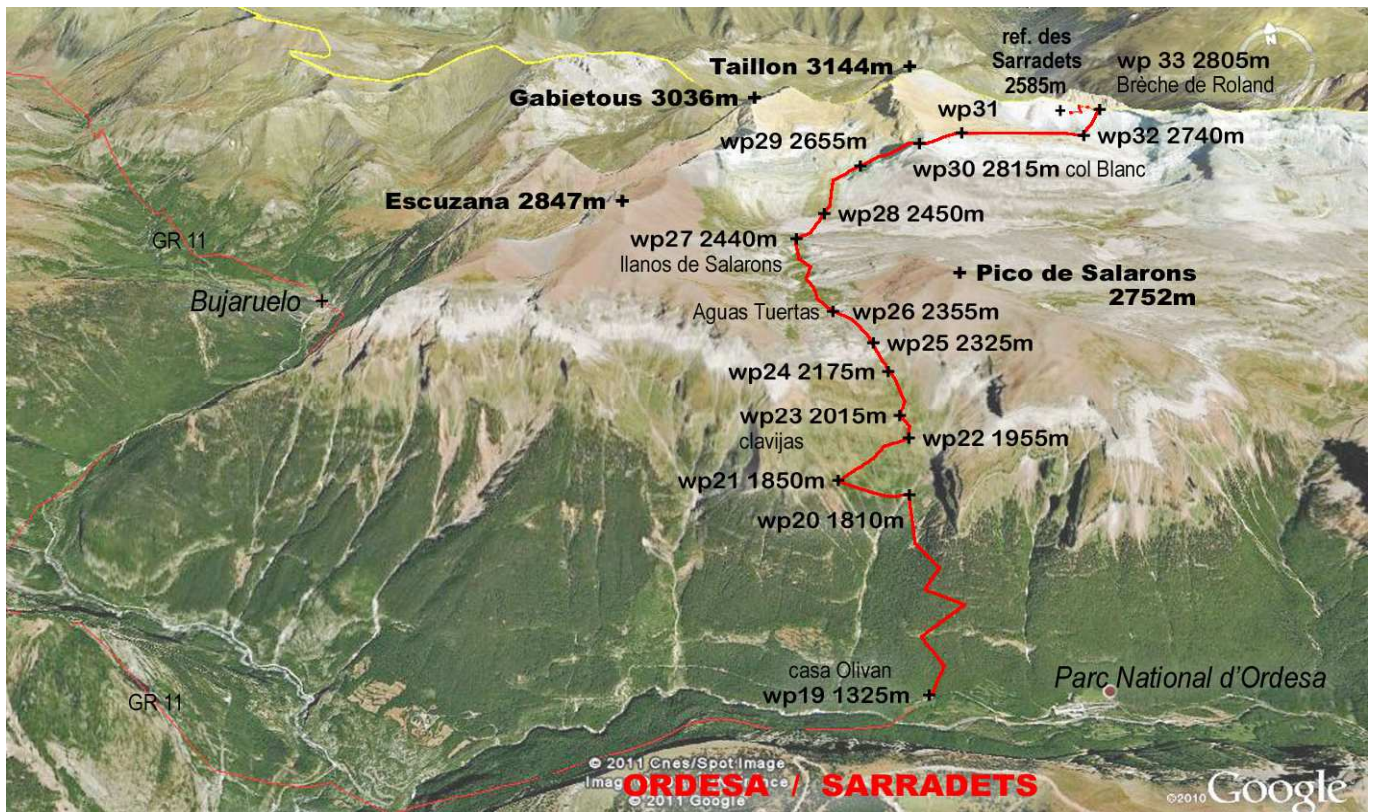 ref. des
Sarradets
2585m
wp 33 2805m
Brèche de Roland
N
Taillon 3144m
Gabietous 3036m
wp31
wp29 2655m
wp32 2740m
wp30 2815m col Blanc
Escuzana 2847m
wp28 2450m
GR 11
wp27 2440m
llanos de Salarons
Pico de Salarons
2752m
Bujaruelo
Aguas Tuertas
wp26 2355m
wp25 2325m
wp24 2175m
wp23 2015m
clavijas
wp22 1955m
wp21 1850m
wp20 1810m
casa Olivan
wp19 1325m
Parc National d'Ordesa
GR 11
© 2011 Cnes/Spot Image
ORDESA / SARRADETS
© 2011 Google
©2010 Google